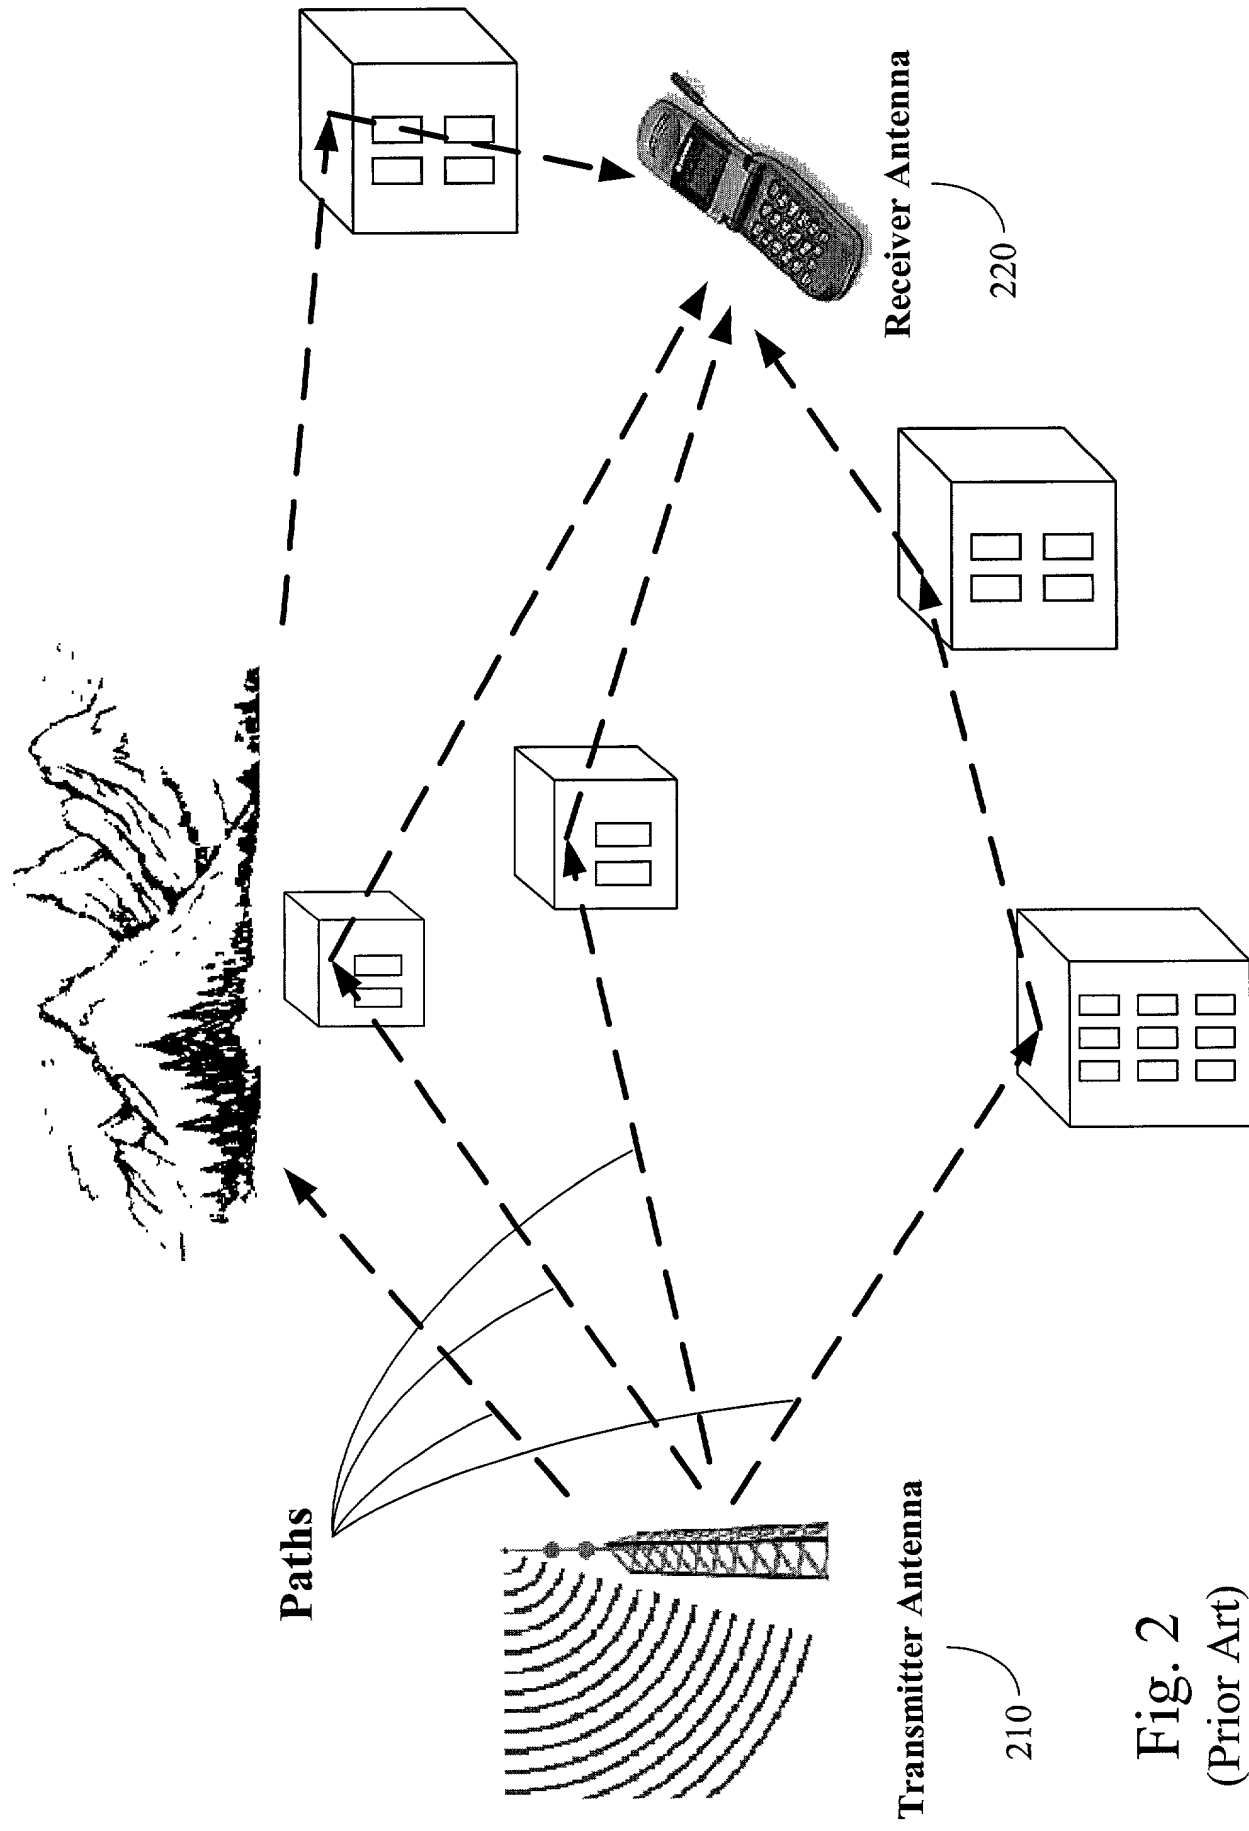 Paths
Transmitter Antenna
210
Receiver Antenna
220
Fig. 2
(Prior Art)